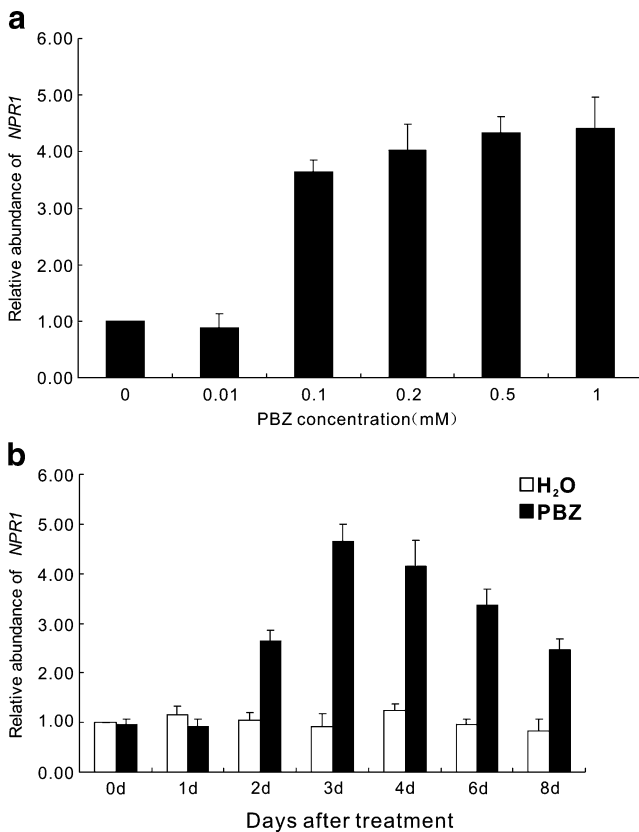 a
Relative abundance of NPR1
6.00
5.00
4.00
3.00
2.00
1.00
0.00
0 0.01 0.1 0.2 0.5 1
PBZ concentration（mM）
b
Relative abundance of NPR1
6.00
5.00
4.00
3.00
2.00
1.00
0.00
H₂O
PBZ
0d 1d 2d 3d 4d 6d 8d
Days after treatment